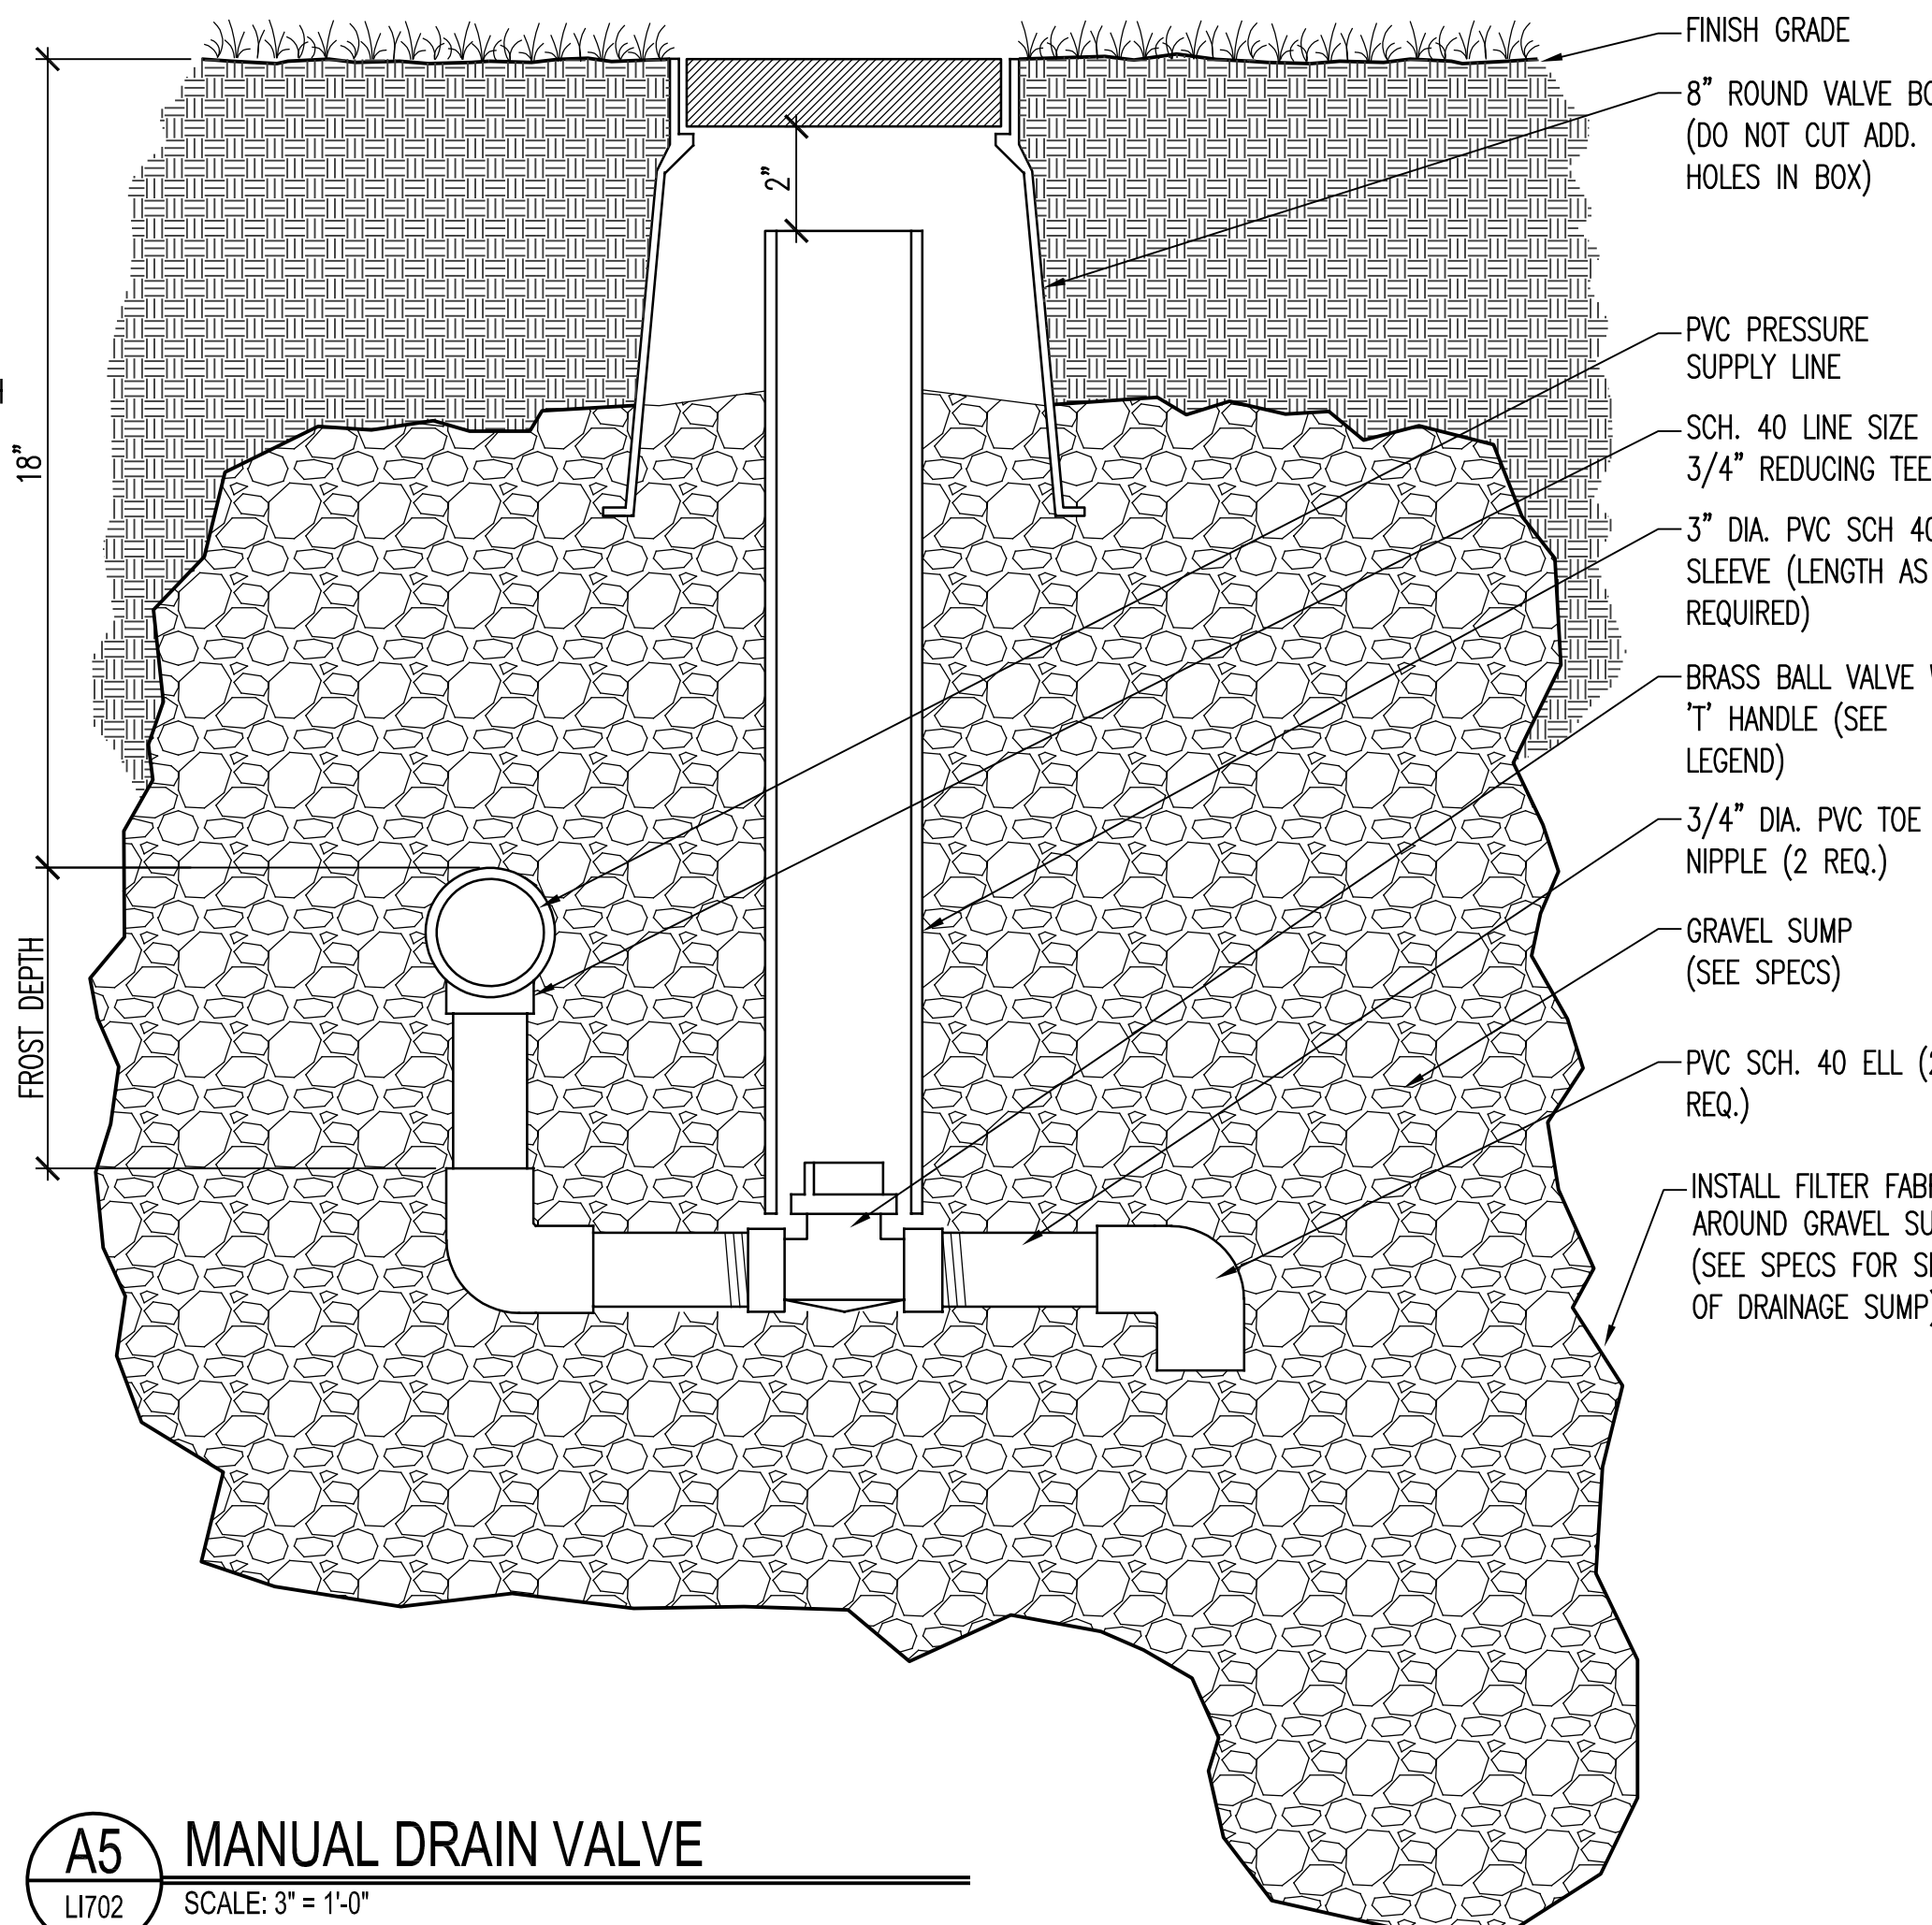 FINISH GRADE
8" ROUND VALVE
(DO NOT CUT ADD.
HOLES IN BOX)
2"
PVC PRESSURE
SUPPLY LINE
18"
SCH. 40 LINE SIZE
3/4" REDUCING TEE
3" DIA. PVC SCH 40
SLEEVE (LENGTH AS
REQUIRED)
BRASS BALL VALVE
'T' HANDLE (SEE
LEGEND)
3/4" DIA. PVC TOE
NIPPLE (2 REQ.)
GRAVEL SUMP
(SEE SPECS)
FROST DEPTH
PVC SCH. 40 ELL (2
REQ.)
INSTALL FILTER
AROUND GRAVEL
(SEE SPECS FOR
OF DRAINAGE SUMP)
A5
LI702
MANUAL DRAIN VALVE
SCALE: 3" = 1'-0"